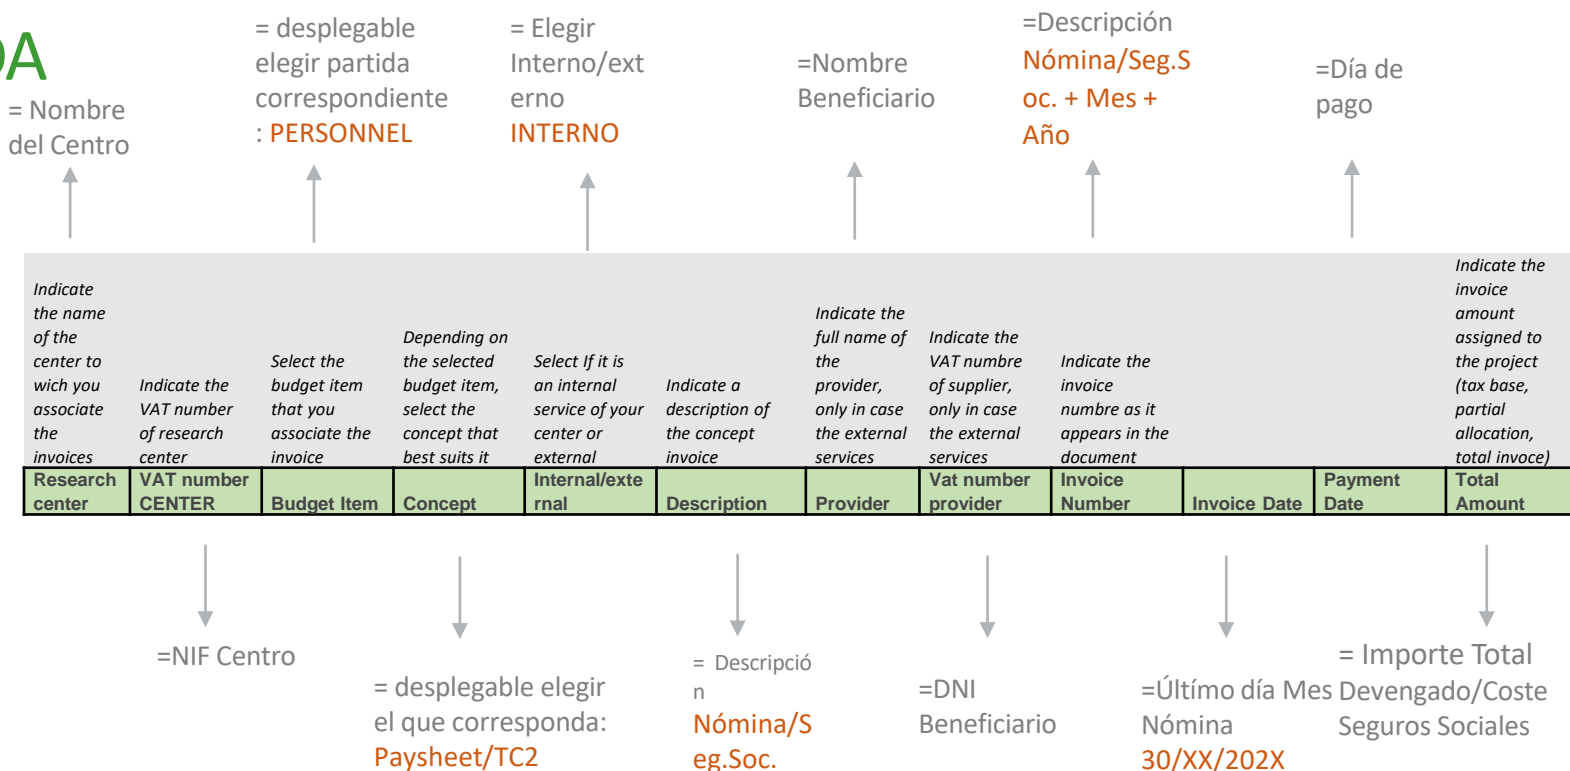 DA
= Nombre
del Centro
= desplegable
elegir partida
correspondiente
: PERSONNEL
= Elegir
Interno/ext
erno
INTERNO
=Nombre
Beneficiario
=Descripción
Nómina/Seg.S
oc. + Mes +
Año
=Día de
pago
Indicate
the name
of the
center to
wich you
associate
the
invoices
Indicate the
VAT number
of research
center
Select the
budget item
that you
associate the
invoice
Depending on
the selected
budget item,
select the
concept that
best suits it
Select If it is
an internal
service of your
center or
external
Indicate a
description of
the concept
invoice
Indicate the
full name of
the
provider,
only in case
the external
services
Indicate the
VAT numbre
of supplier,
only in case
the external
services
Indicate the
invoice
numbre as it
appears in the
document
Indicate the
invoice
amount
assigned to
the project
(tax base,
partial
allocation,
total invoce)
Research
center
VAT number
CENTER
Budget Item
Concept
Internal/exte
rnal
Description
Provider
Vat number
provider
Invoice
Number
Invoice Date
Payment
Date
Total
Amount
=NIF Centro
= desplegable elegir
el que corresponda:
Paysheet/TC2
= Descripció
n
Nómina/S
eg.Soc.
=DNI
Beneficiario
=Últímo día Mes
Nómina
30/XX/202X
= Importe Total
Devengado/Coste
Seguros Sociales